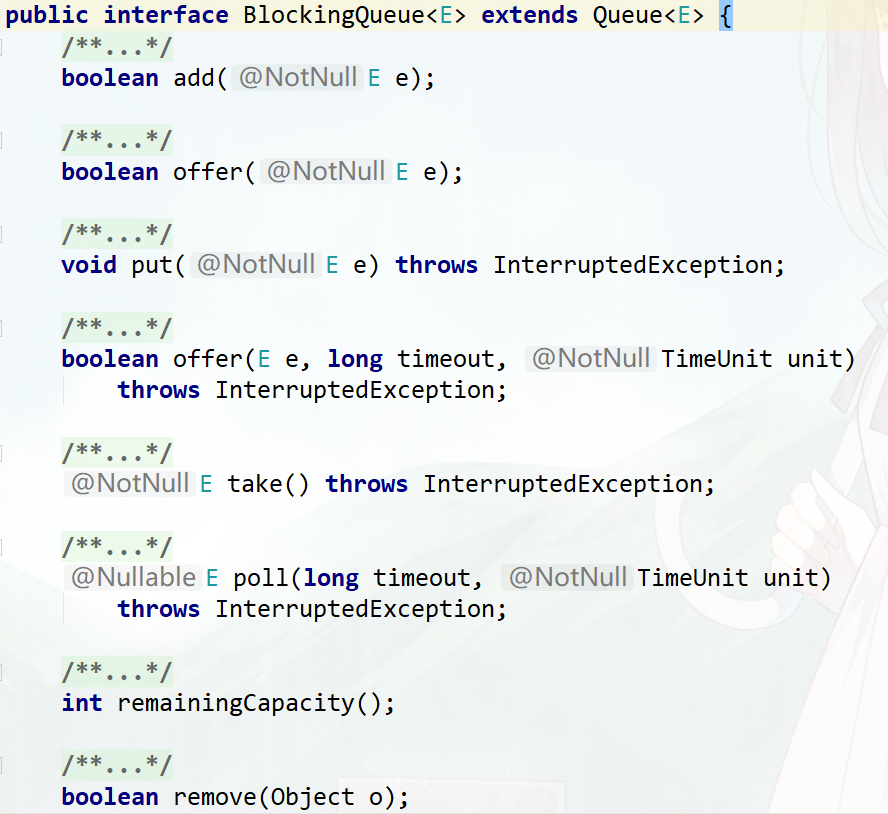 public interface BlockingQueue<E> extends Queue<E> {
/**...*/
boolean add( @NotNull E e);
/**...*/
boolean offer( @NotNull E e);
/**...*/
void put( @NotNull E e) throws InterruptedException;
/**...*/
boolean offer(E e, long timeout, @NotNull TimeUnit unit)
throws InterruptedException;
/**...*/
@NotNull E take() throws InterruptedException;
/**...*/
@Nullable E poll(long timeout, @NotNull TimeUnit unit)
throws InterruptedException;
/**...*/
int remainingCapacity();
/**...*/
boolean remove(Object o);